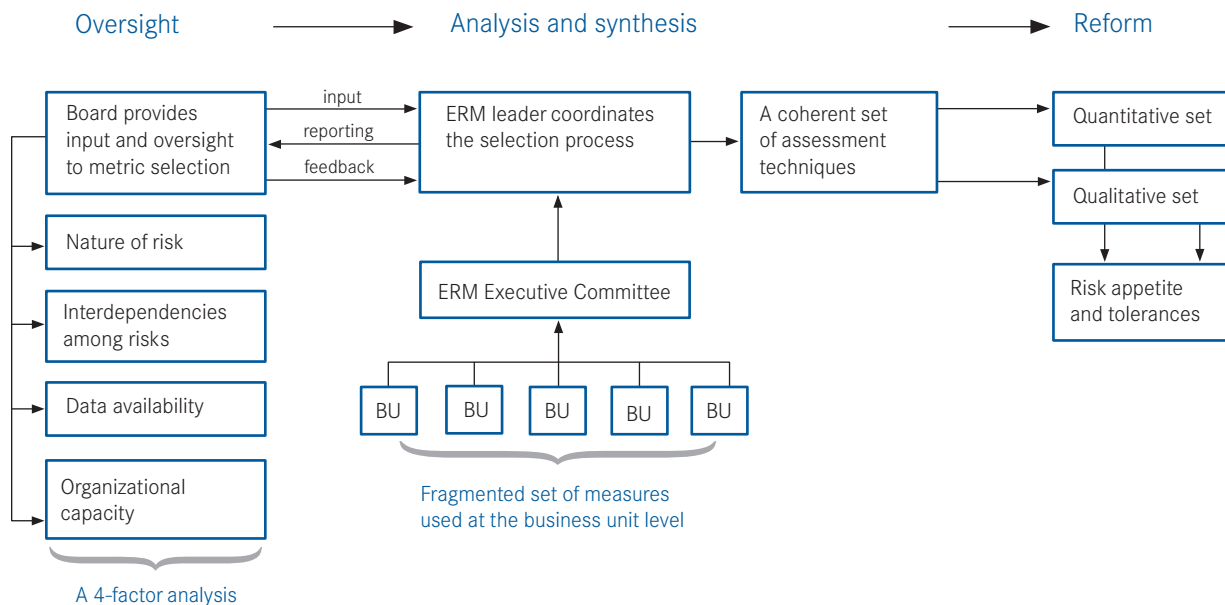 Oversight
Analysis and synthesis
Reform
Board provides
input and oversight
to metric selection
input
reporting
feedback
ERM leader coordinates
the selection process
A coherent set
of assessment
techniques
Quantitative set
Qualitative set
Risk appetite
and tolerances
Nature of risk
Interdependencies
among risks
Data availability
Organizational
capacity
A 4-factor analysis
ERM Executive Committee
BU
BU
BU
BU
BU
Fragmented set of measures
used at the business unit level